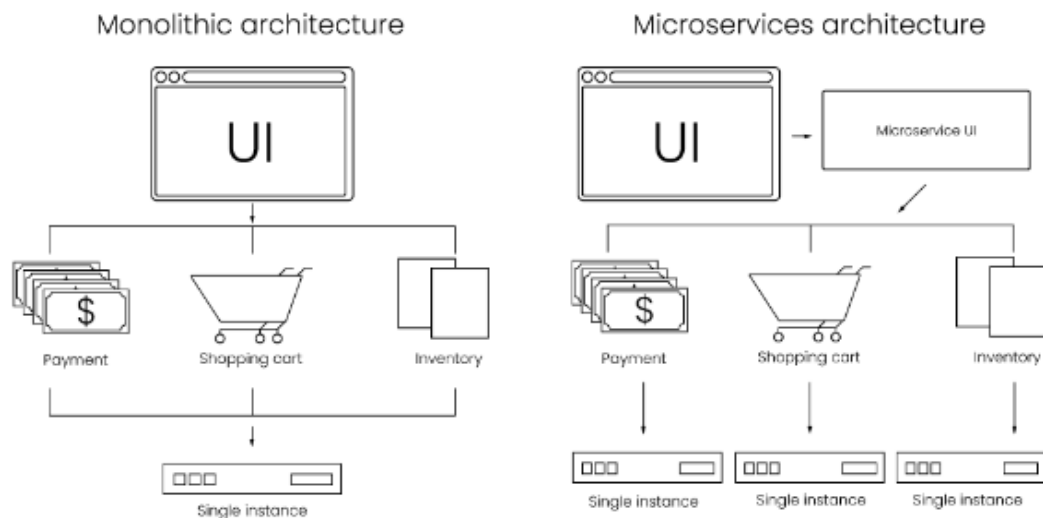 Monolithic architecture
UI
$
Payment
Shopping cart
Inventory
Single instance
Microservices architecture
UI
Microservice UI
$
Payment
Shopping cart
Inventory
Single instance
Single instance
Single instance